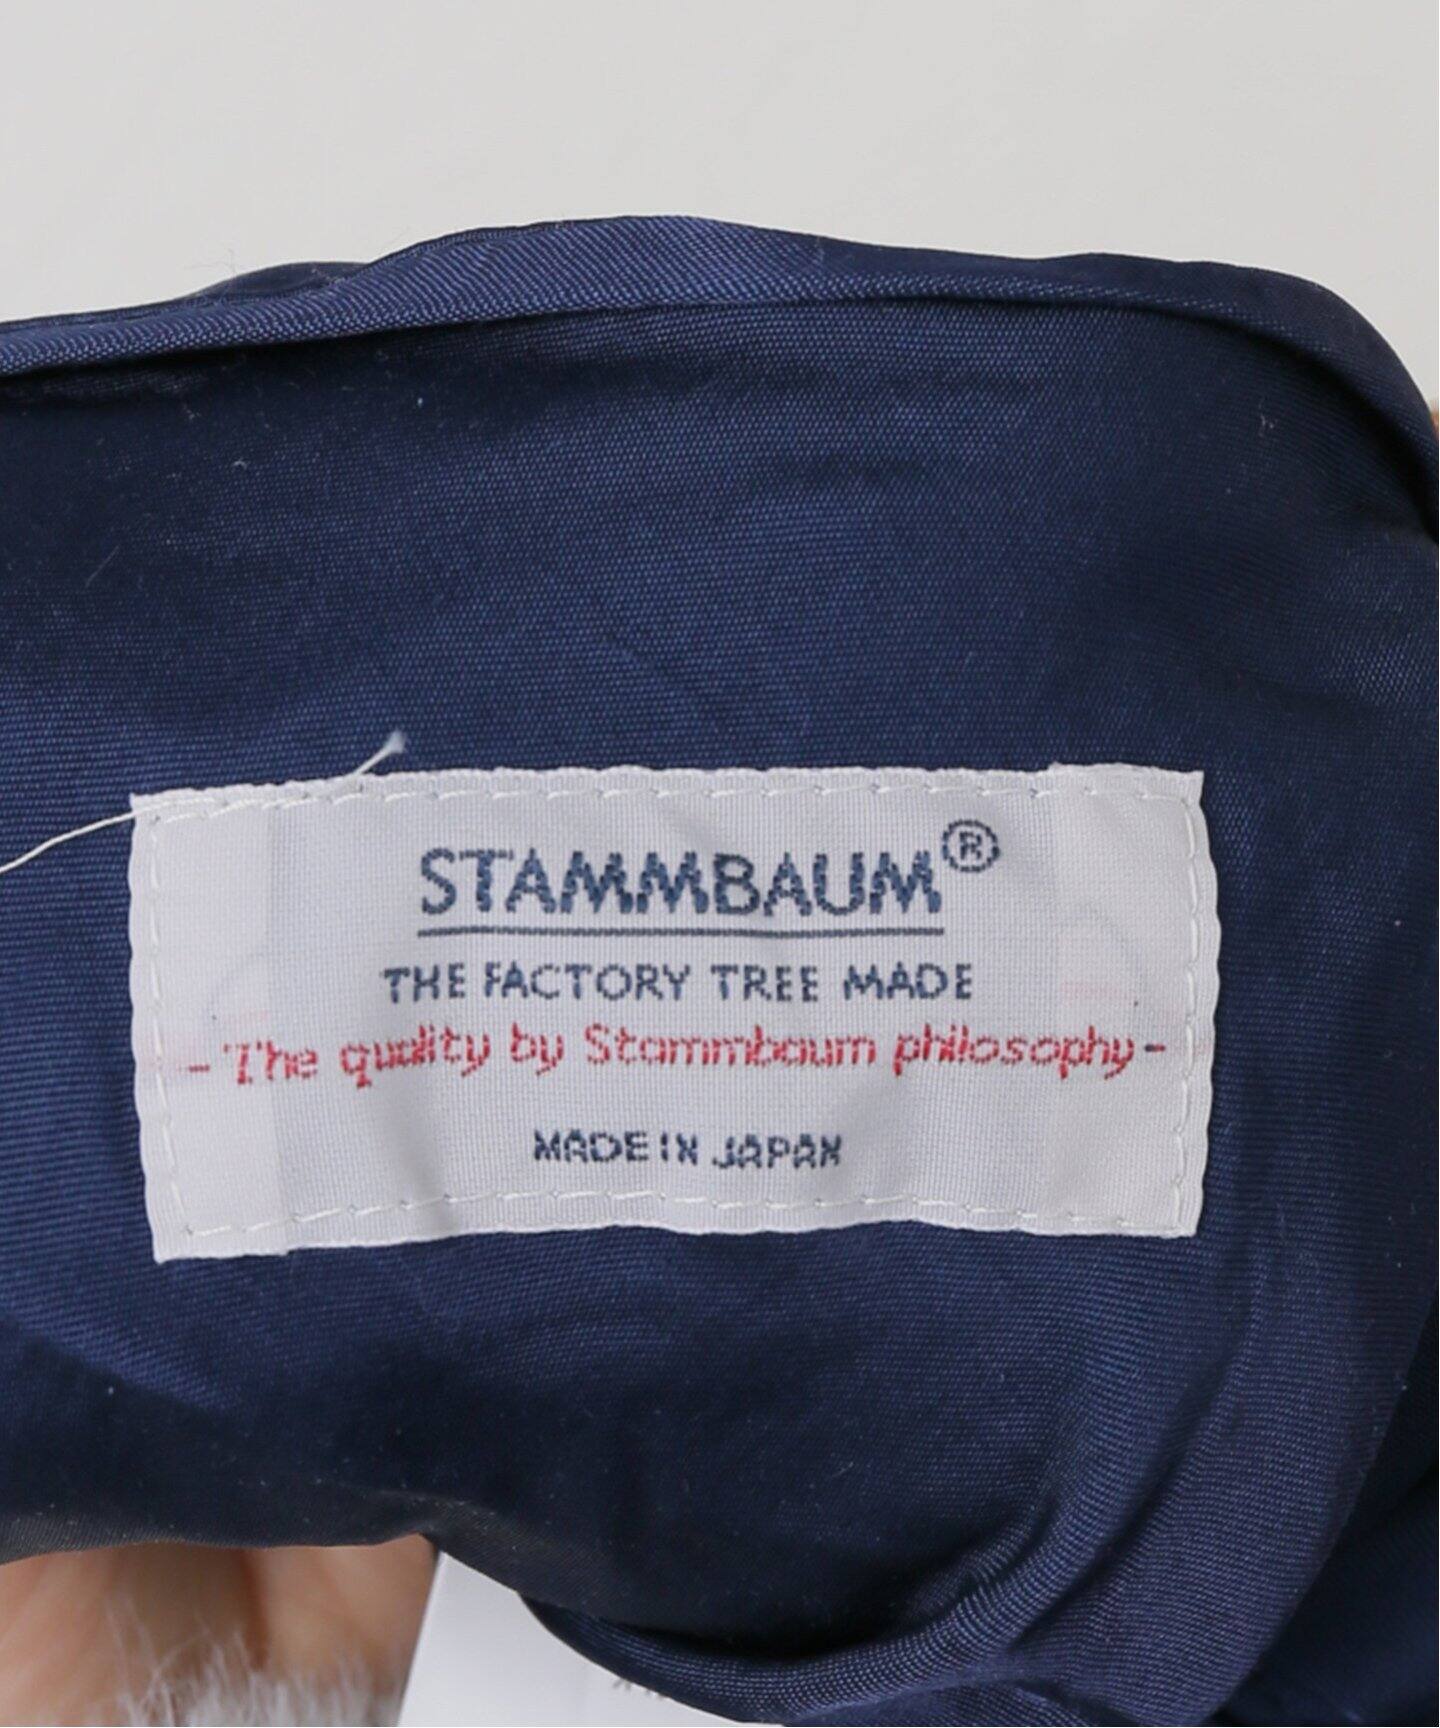 STAMMBAUM®
THE FACTORY TREE MADE
- The quality by Stammbaum philosophy -
MADE IN JAPAN